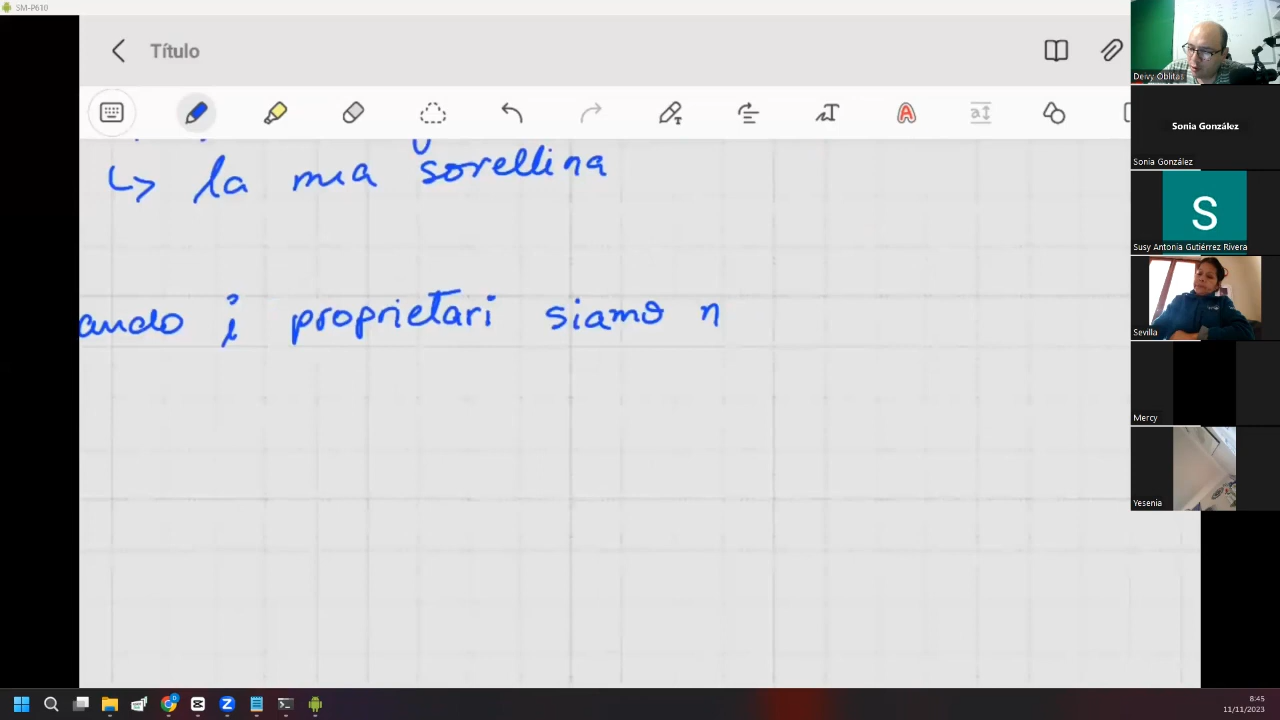 SM-P610
Título
↳ la mia sorellina
ando i proprietari siamo n
Deivy Oblitas
Sonia González
Sonia González
S
Susy Antonia Gutiérrez Rivera
Sevilla
Mercy
Yesenia
8:45
11/11/2023